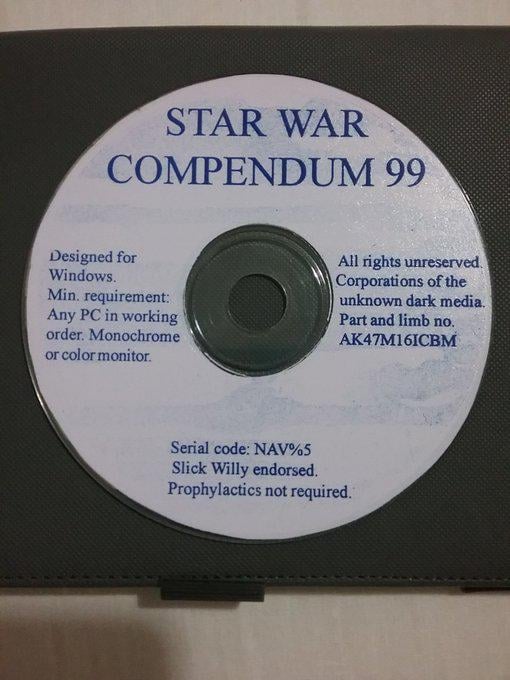 STAR WAR
COMPENDUM 99
Designed for
Windows.
Min. requirement:
Any PC in working
order. Monochrome
or color monitor.
All rights unreserved.
Corporations of the
unknown dark media.
Part and limb no.
AK47M16ICBM
Serial code: NAV%5
Slick Willy endorsed.
Prophylactics not required.